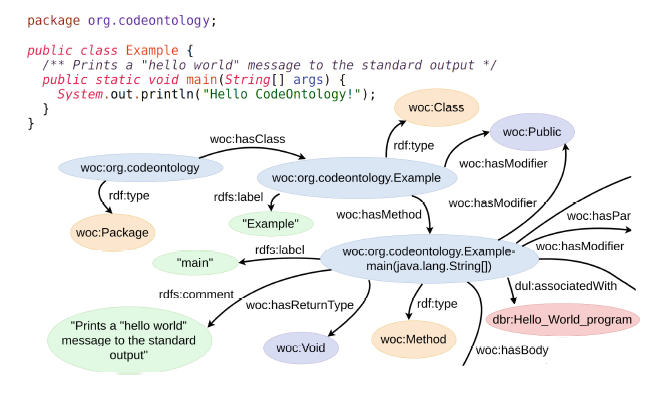 package org.codeontology;
public class Example {
/** Prints a "hello world" message to the standard output */
public static void main(String[] args) {
System.out.println("Hello CodeOntology!");
}
}
woc:Class
woc:Public
woc:hasClass
rdf:type
woc:hasModifier
woc:org.codeontology
woc:org.codeontology.Example
rdf:type
rdfs:label
woc:hasMethod
woc:hasModifier
woc:hasPar
woc:Package
"Example"
woc:hasModifier
"main"
rdfs:label
woc:org.codeontology.Example-
main(java.lang.String[])
dul:associatedWith
rdfs:comment
woc:hasReturnType
rdf:type
dbr:Hello_World_program
"Prints a "hello world"
message to the standard
output"
woc:Void
woc:Method
woc:hasBody